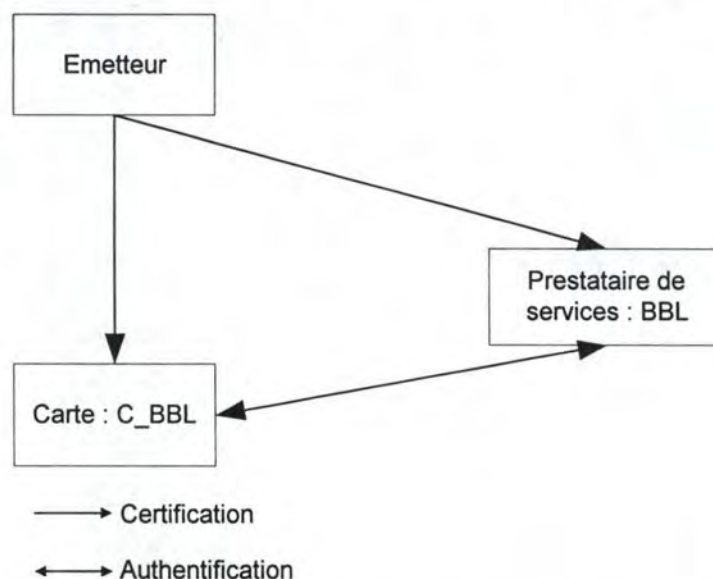 Emetteur
Prestataire de
services : BBL
Carte : C_BBL
Certification
Authentification